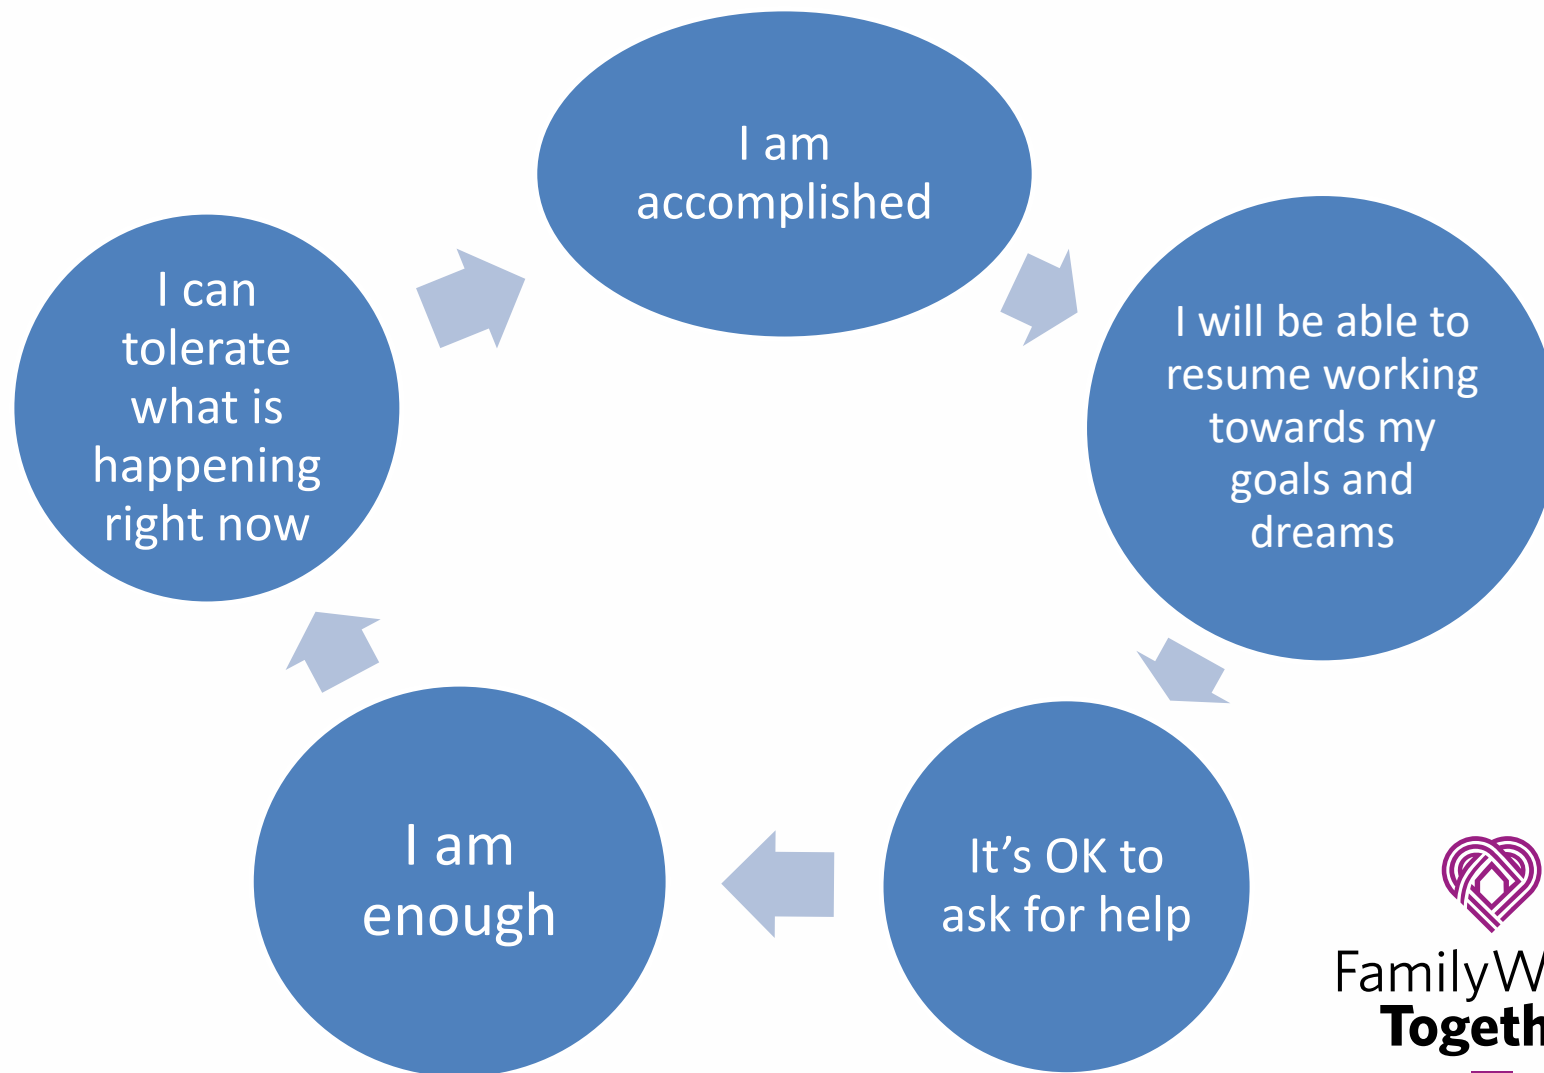 I am
accomplished
I will be able to
resume working
towards my
goals and
dreams
It’s OK to
ask for help
I am
enough
I can
tolerate
what is
happening
right now
Family